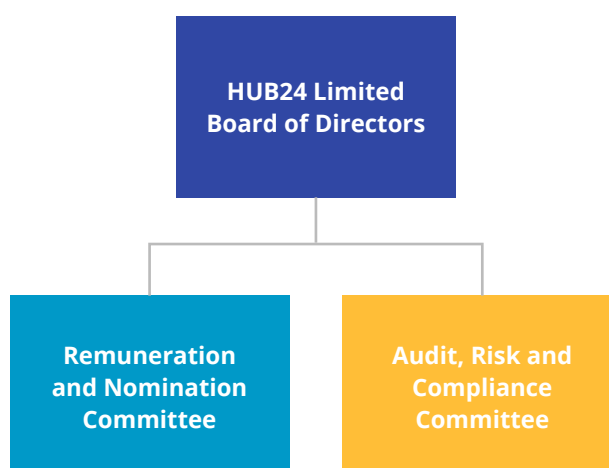 HUB24 Limited
Board of Directors
Remuneration
and Nomination
Committee
Audit, Risk and
Compliance
Committee